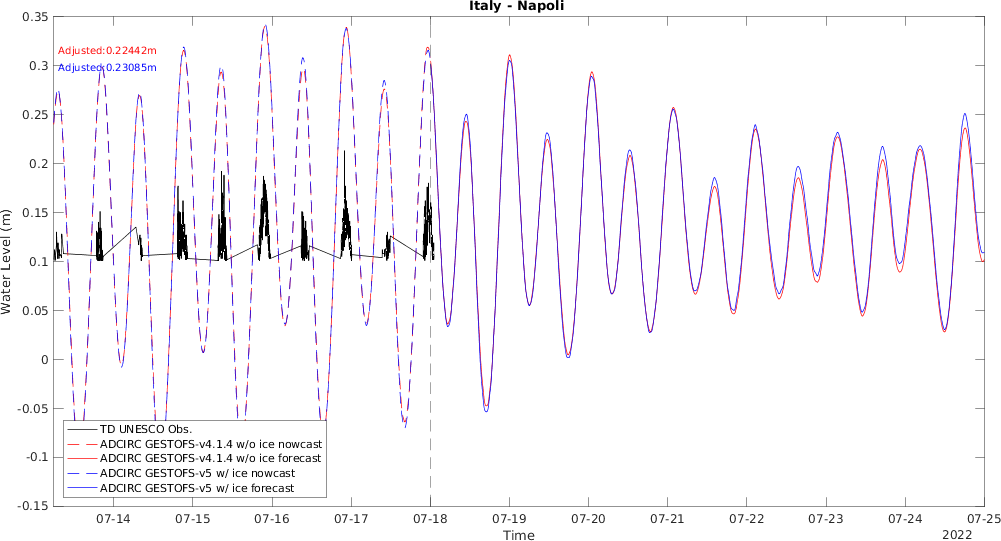 Italy - Napoli
0.35
0.3
0.25
0.2
0.15
0.1
0.05
0
-0.05
-0.1
-0.15
Water Level (m)
Adjusted:0.22442m
Adjusted:0.23085m
TD UNESCO Obs.
ADCIRC GESTOFS-v4.1.4 w/o ice nowcast
ADCIRC GESTOFS-v4.1.4 w/o ice forecast
ADCIRC GESTOFS-v5 w/ ice nowcast
ADCIRC GESTOFS-v5 w/ ice forecast
07-14 07-15 07-16 07-17 07-18 07-19 07-20 07-21 07-22 07-23 07-24 07-25
Time
2022